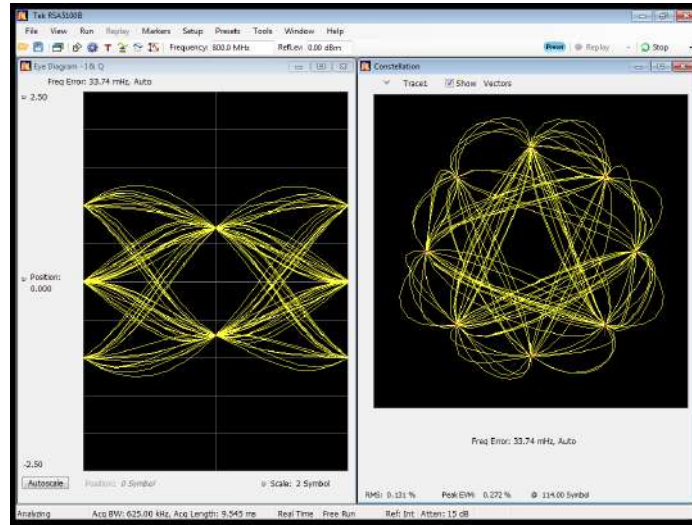 Tek RSA5100B
File View Run Replay Markers Setup Presets Tools Window Help
Frequency: 800.0 MHz RefLev: 0.00 dBm Preset Replay Stop
Eye Diagram - I & Q
Constellation
Freq Error: 33.74 mHz, Auto
Trace1 Show Vectors
2.50
Position:
0.000
-2.50
Autoscale Position: 0 Symbol Scale: 2 Symbol
Freq Error: 33.74 mHz, Auto
RMS: 0.131 % Peak EVM: 0.272 % @ 114.00 Symbol
Analyzing Acq BW: 625.00 kHz, Acq Length: 9.545 ms Real Time Free Run Ref: Int Atten: 15 dB